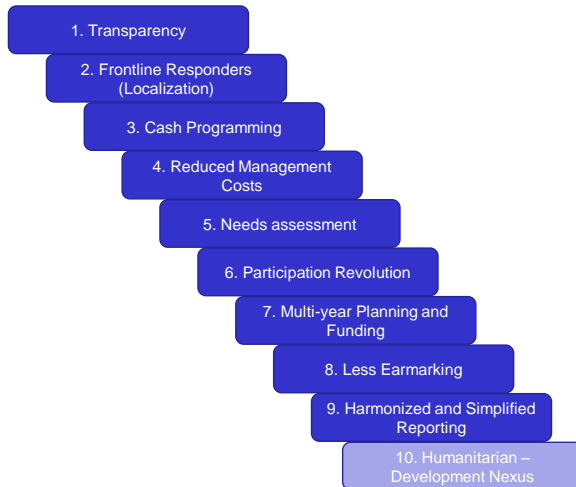 1. Transparency
2. Frontline Responders
(Localization)
3. Cash Programming
4. Reduced Management
Costs
5. Needs assessment
6. Participation Revolution
7. Multi-year Planning and
Funding
8. Less Earmarking
9. Harmonized and Simplified
Reporting
10. Humanitarian –
Development Nexus